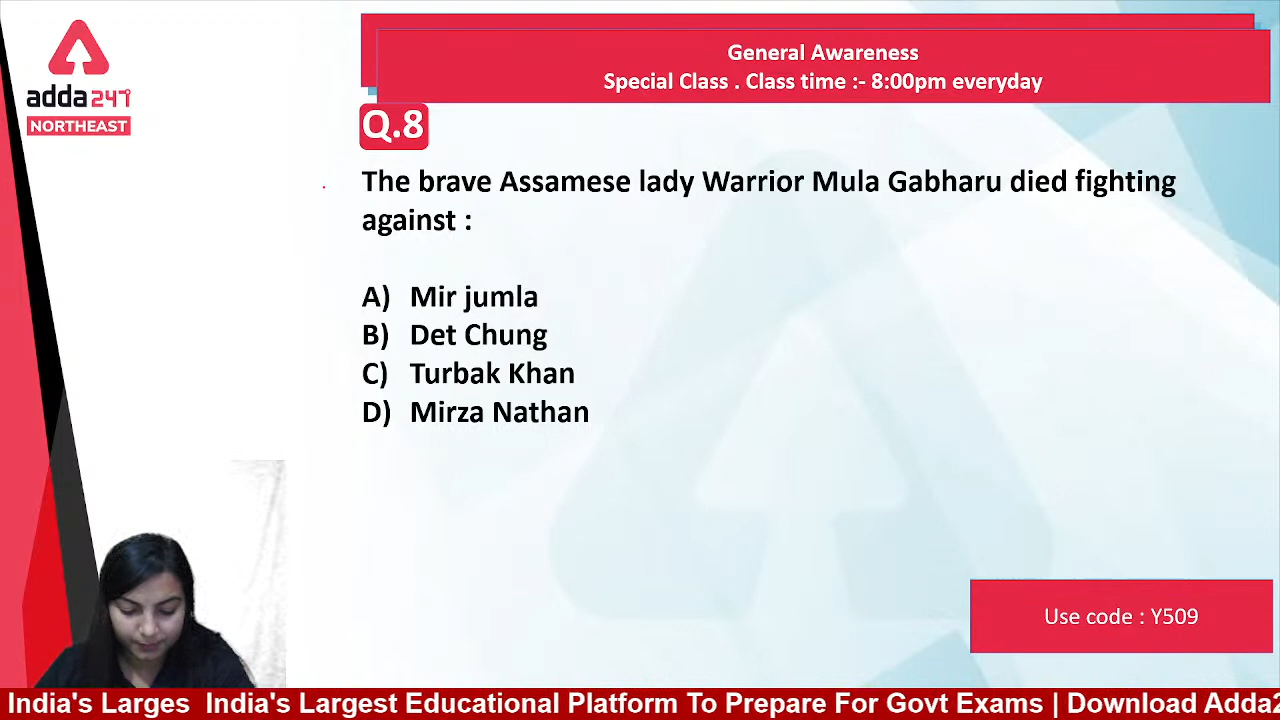 General Awareness
Special Class . Class time :- 8:00pm everyday
adda247
NORTHEAST
Q.8
The brave Assamese lady Warrior Mula Gabharu died fighting
against :
A) Mir jumla
B) Det Chung
C) Turbak Khan
D) Mirza Nathan
Use code : Y509
India's Larges India's Largest Educational Platform To Prepare For Govt Exams | Download Adda2